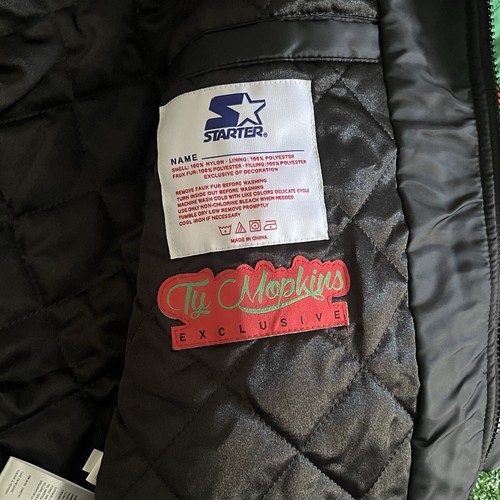 STARTER®
NAME
SHELL: 100% NYLON · LINING: 100% POLYESTER
FAUX FUR: 100% POLYESTER · FILLING: 100% POLYESTER
EXCLUSIVE OF DECORATION
REMOVE FAUX FUR BEFORE WASHING
TURN INSIDE OUT BEFORE WASHING
MACHINE WASH COLD WITH LIKE COLORS DELICATE CYCLE
USE ONLY NON-CHLORINE BLEACH WHEN NEEDED
TUMBLE DRY LOW REMOVE PROMPTLY
COOL IRON IF NECESSARY
MADE IN CHINA
Ty Mopkins
EXCLUSIVE